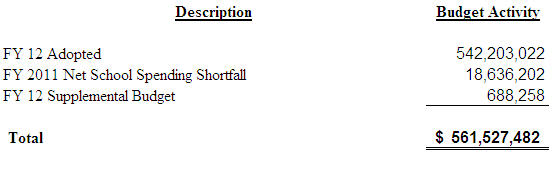 Description Budget Activity
FY 12 Adopted 542,203,022
FY 2011 Net School Spending Shortfall 18,636,202
FY 12 Supplemental Budget 688,258
Total $ 561,527,482